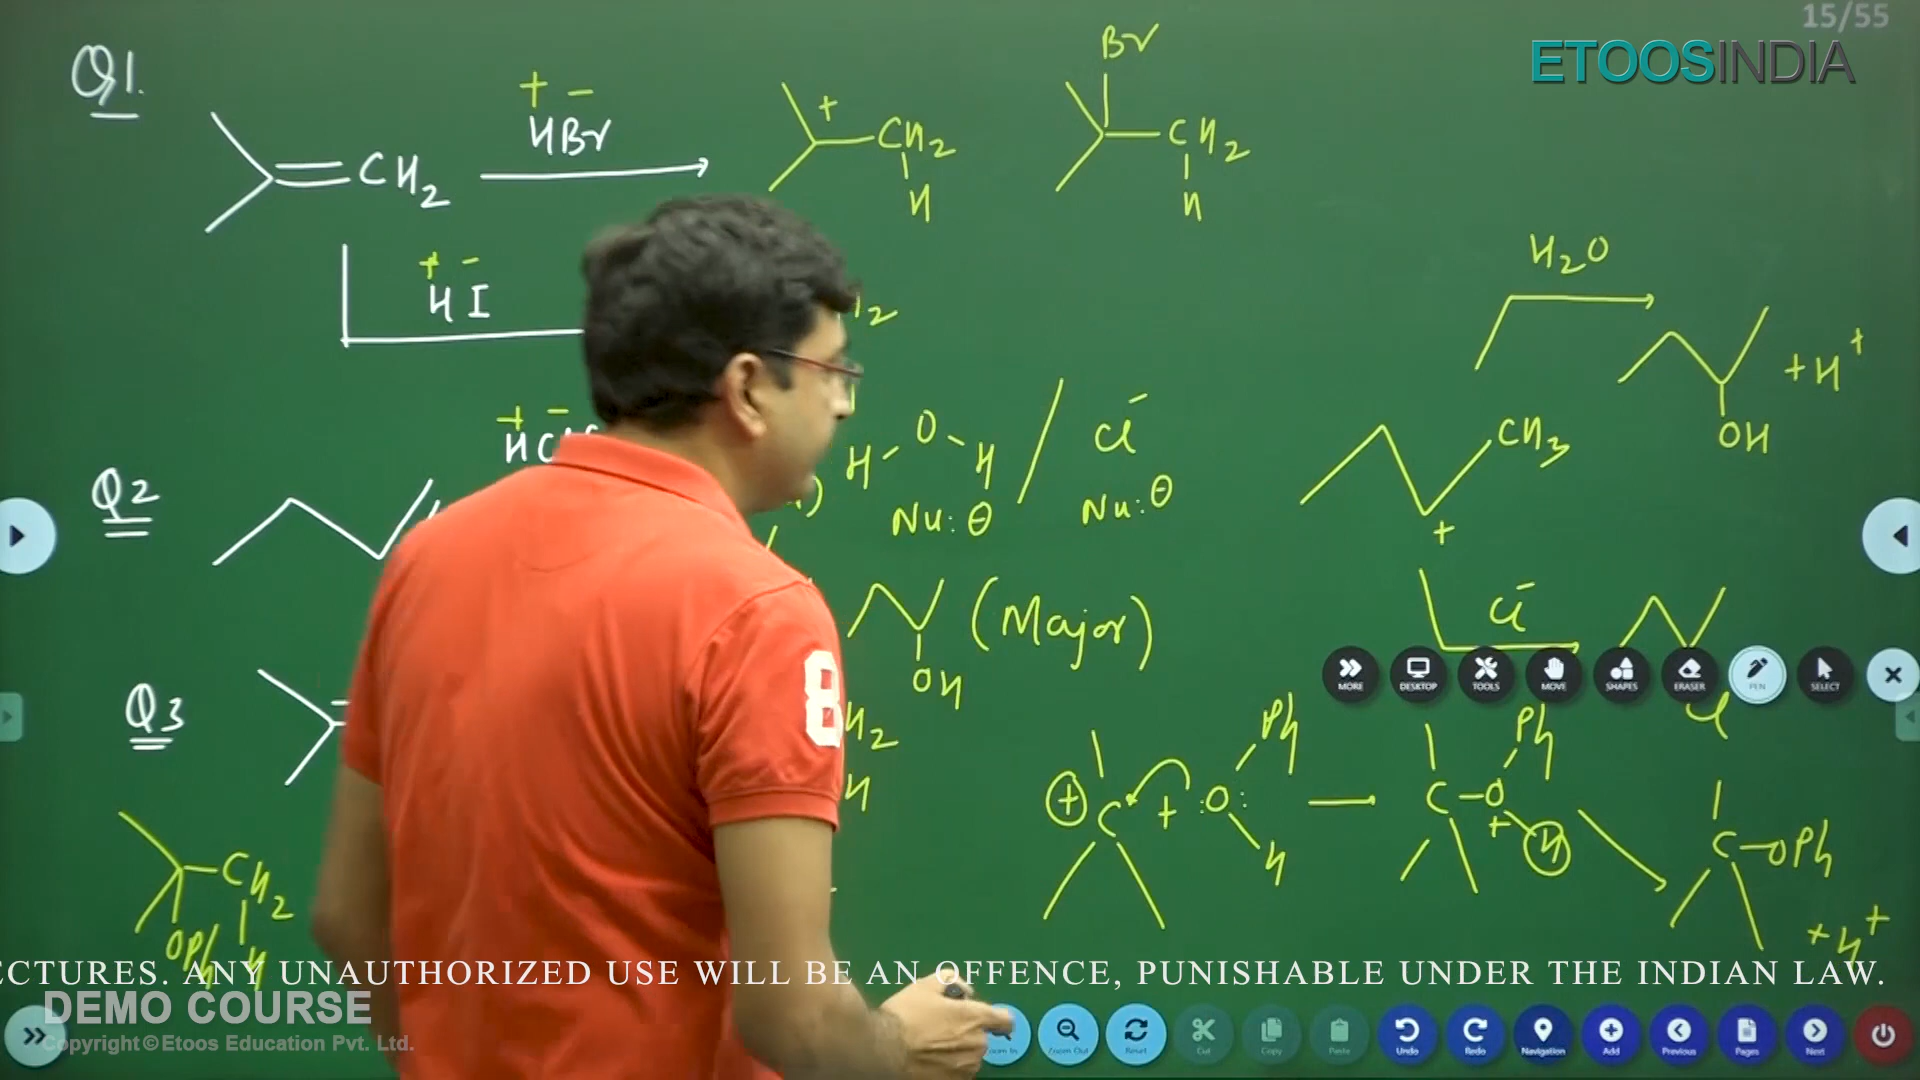 15/55
ETOOSINDIA
Q1.
=CH2
+ -
HBr
+
CH2
H
Br
CH2
H
+ -
HI
H2O
+ H+
OH
Q2
+ -
H
H - O - H / Cl-
Nu:⊖ Nu:⊖
CH3
+
(Major)
OH
Cl-
Cl
MORE DESKTOP TOOLS MOVE SHAPES ERASER PEN SELECT
Q3
H2
H
⊕ C + :O: Ph H
C-O Ph + H
C-OPh
+ H+
CH2
OPh H
ECTURES. ANY UNAUTHORIZED USE WILL BE AN OFFENCE, PUNISHABLE UNDER THE INDIAN LAW.
DEMO COURSE
Copyright © Etoos Education Pvt. Ltd.
Zoom Out Reset Cut Copy Paste Undo Redo Navigation Add Previous Pages Next